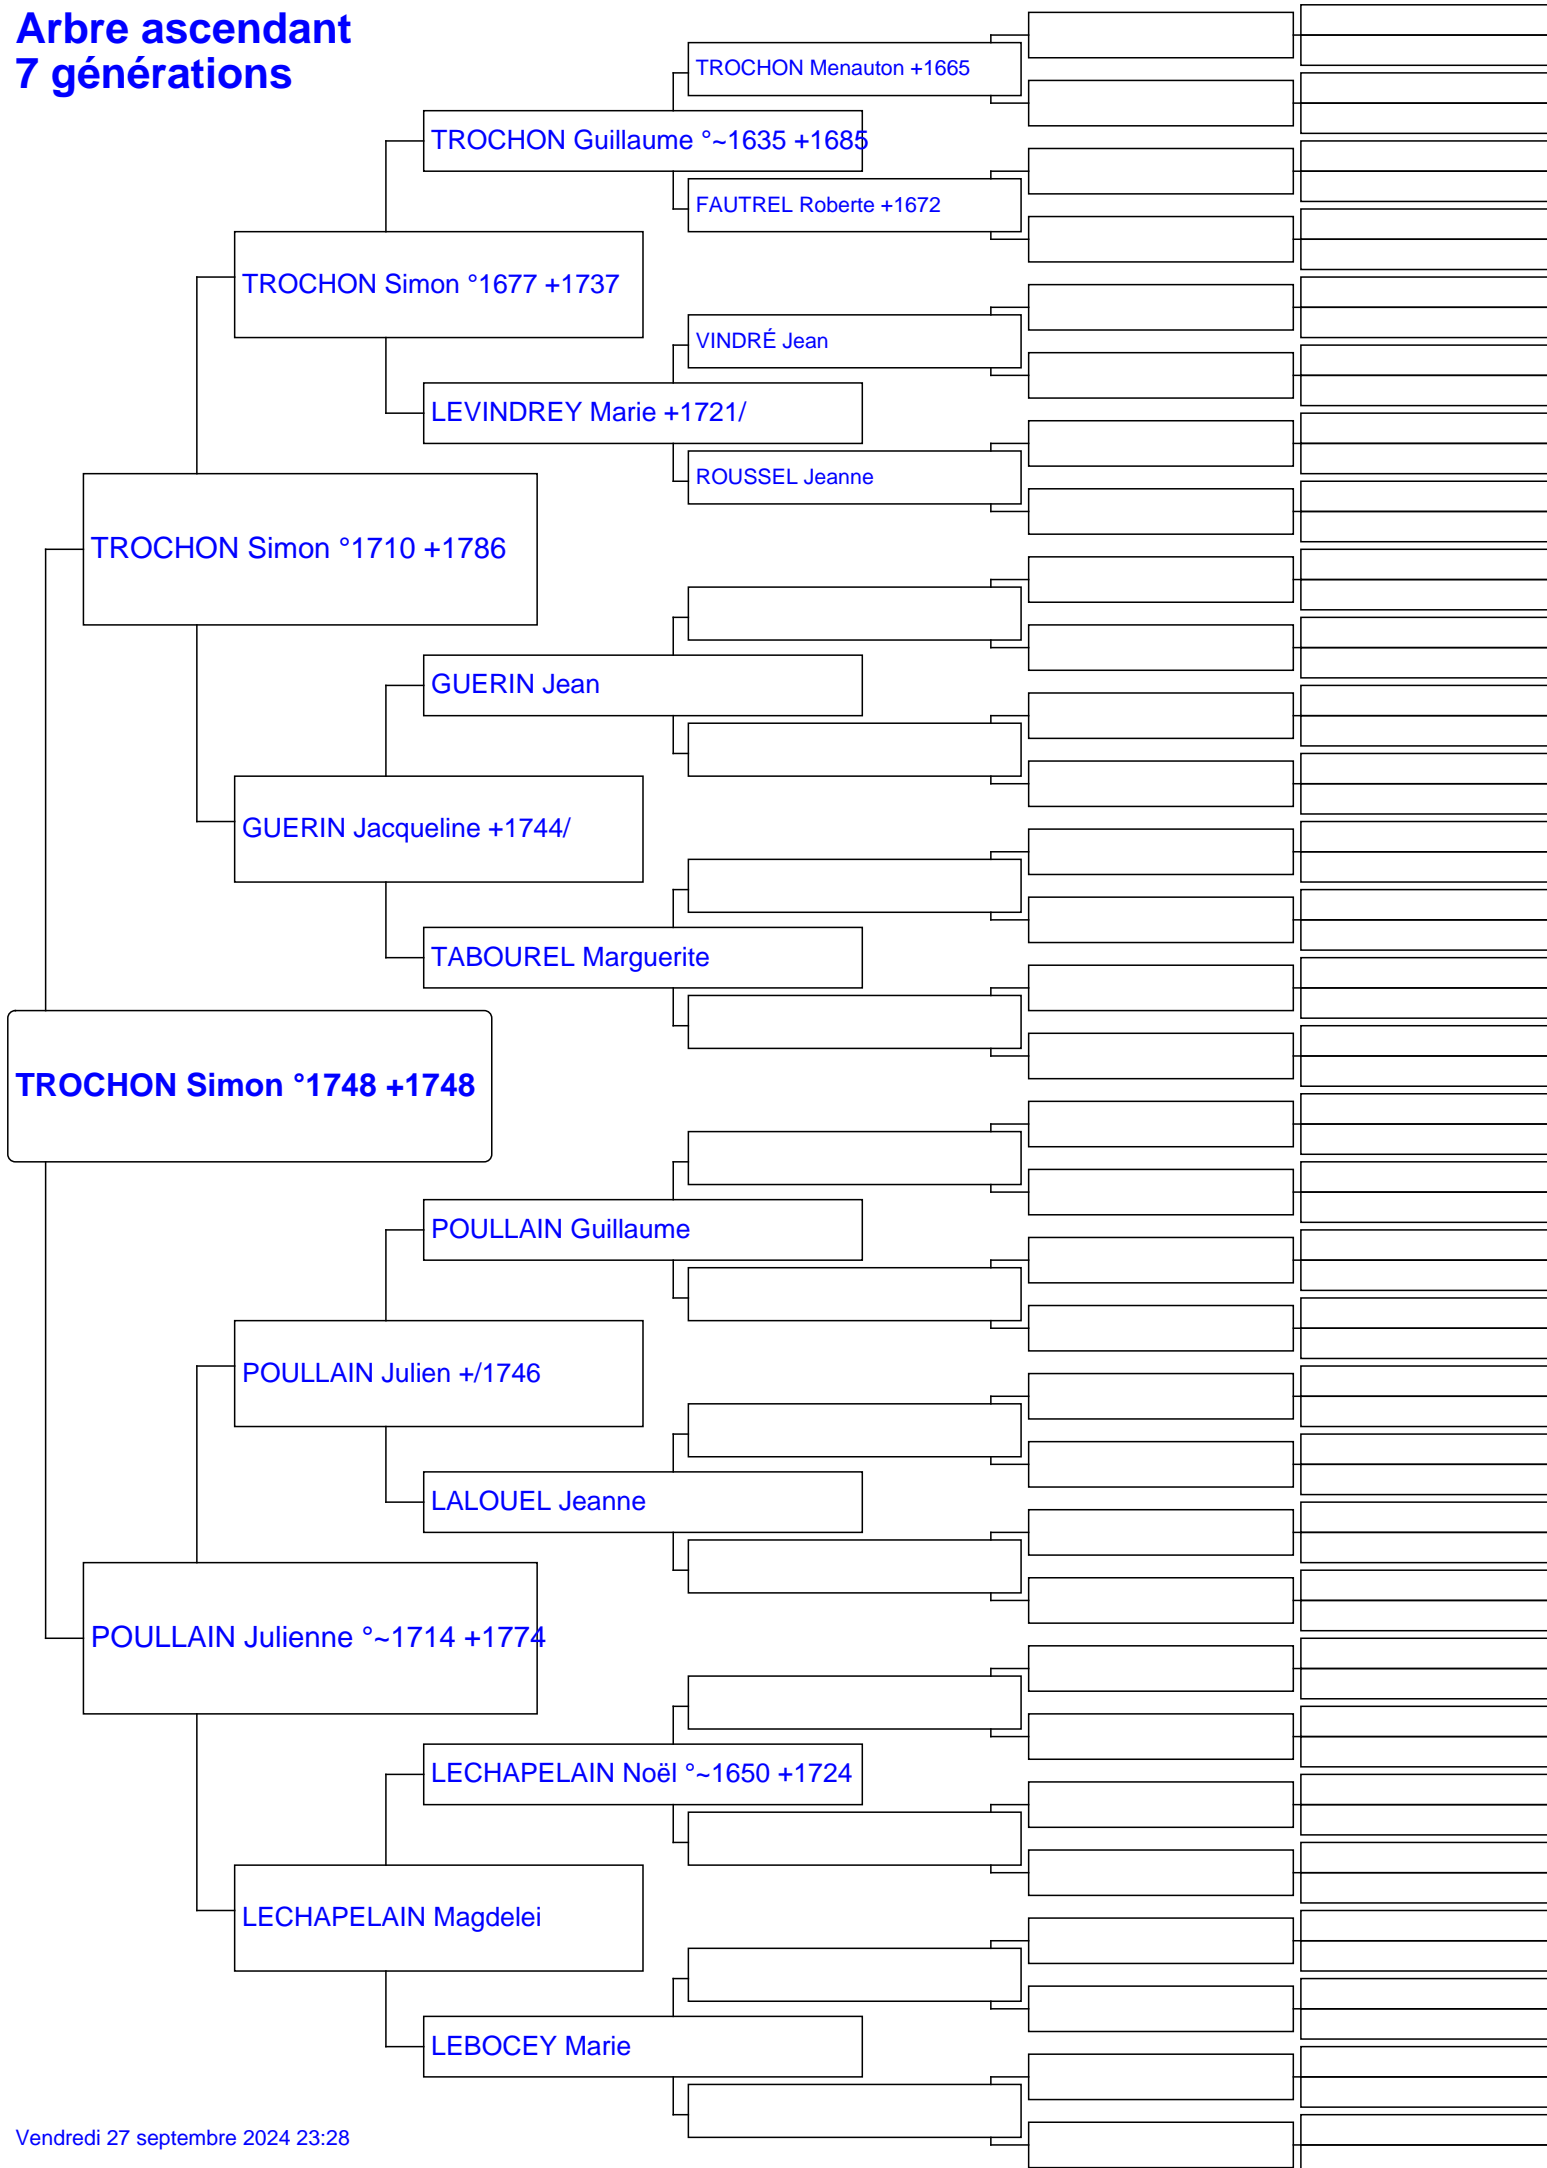 Arbre ascendant
7 générations
TROCHON Menauton +1665
TROCHON Guillaume °~1635 +1685
FAUTREL Roberte +1672
TROCHON Simon °1677 +1737
VINDRÉ Jean
LEVINDREY Marie +1721/
ROUSSEL Jeanne
TROCHON Simon °1710 +1786
GUERIN Jean
GUERIN Jacqueline +1744/
TABOUREL Marguerite
TROCHON Simon °1748 +1748
POULLAIN Guillaume
POULLAIN Julien +/1746
LALOUEL Jeanne
POULLAIN Julienne °~1714 +1774
LECHAPELAIN Noël °~1650 +1724
LECHAPELAIN Magdelei
LEBOCEY Marie
Vendredi 27 septembre 2024 23:28